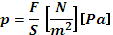 p = F/S [N/m²] [Pa]